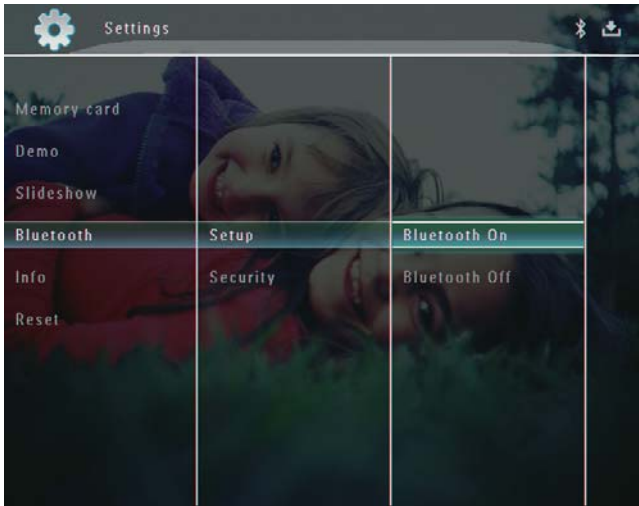 Settings
Memory card
Demo
Slideshow
Bluetooth Setup Bluetooth On
Info Security Bluetooth Off
Reset